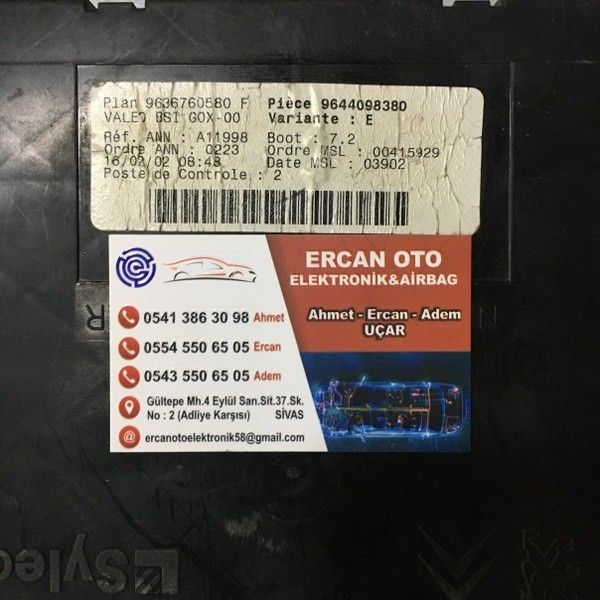 Plan 9636760580 F Pièce 9644098380
VALEO BSI GOX-00 Variante : E
Réf. ANN : A11998 Boot : 7.2
Ordre ANN : 0223 Ordre MSL : 00415929
16/02/02 08:48 Date MSL : 03902
Poste de Controle : 2
ERCAN OTO
ELEKTRONİK&AİRBAG
Ahmet - Ercan - Adem
UÇAR
0541 386 30 98 Ahmet
0554 550 65 05 Ercan
0543 550 65 05 Adem
Gültepe Mh.4 Eylül San.Sit.37.Sk.
No : 2 (Adliye Karşısı) SİVAS
ercanotoelektronik58@gmail.com